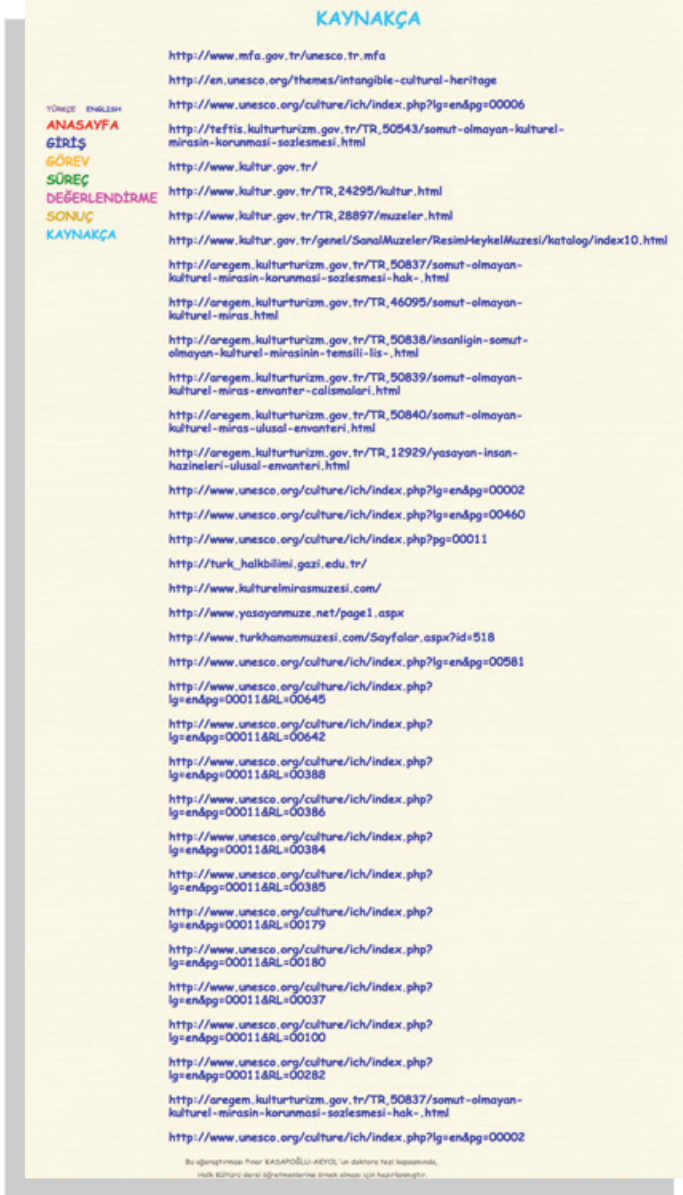 KAYNAKÇA
TÜRKÇE ENGLISH
ANASAYFA
GİRİŞ
GÖREV
SÜREÇ
DEĞERLENDİRME
SONUÇ
KAYNAKÇA
http://www.mfa.gov.tr/unesco.tr.mfa
http://en.unesco.org/themes/intangible-cultural-heritage
http://www.unesco.org/culture/ich/index.php?lg=en&pg=00006
http://teftis.kulturturizm.gov.tr/TR,50543/somut-olmayan-kulturel-
mirasin-korunmasi-sozlesmesi.html
http://www.kultur.gov.tr/
http://www.kultur.gov.tr/TR,24295/kultur.html
http://www.kultur.gov.tr/TR,28897/muzeler.html
http://www.kultur.gov.tr/genel/SanalMuzeler/ResimHeykelMuzesi/katalog/index10.html
http://aregem.kulturturizm.gov.tr/TR,50837/somut-olmayan-
kulturel-mirasin-korunmasi-sozlesmesi-hak-.html
http://aregem.kulturturizm.gov.tr/TR,46095/somut-olmayan-
kulturel-miras.html
http://aregem.kulturturizm.gov.tr/TR,50838/insanligin-somut-
olmayan-kulturel-mirasinin-temsili-lis-.html
http://aregem.kulturturizm.gov.tr/TR,50839/somut-olmayan-
kulturel-miras-envanter-calismalari.html
http://aregem.kulturturizm.gov.tr/TR,50840/somut-olmayan-
kulturel-miras-ulusal-envanteri.html
http://aregem.kulturturizm.gov.tr/TR,12929/yasayan-insan-
hazineleri-ulusal-envanteri.html
http://www.unesco.org/culture/ich/index.php?lg=en&pg=00002
http://www.unesco.org/culture/ich/index.php?lg=en&pg=00460
http://www.unesco.org/culture/ich/index.php?pg=00011
http://turk_halkbilimi.gazi.edu.tr/
http://www.kulturelmirasmuzesi.com/
http://www.yasayanmuze.net/page1.aspx
http://www.turkhamammuzesi.com/Sayfalar.aspx?id=518
http://www.unesco.org/culture/ich/index.php?lg=en&pg=00581
http://www.unesco.org/culture/ich/index.php?
lg=en&pg=00011&RL=00645
http://www.unesco.org/culture/ich/index.php?
lg=en&pg=00011&RL=00642
http://www.unesco.org/culture/ich/index.php?
lg=en&pg=00011&RL=00388
http://www.unesco.org/culture/ich/index.php?
lg=en&pg=00011&RL=00386
http://www.unesco.org/culture/ich/index.php?
lg=en&pg=00011&RL=00384
http://www.unesco.org/culture/ich/index.php?
lg=en&pg=00011&RL=00385
http://www.unesco.org/culture/ich/index.php?
lg=en&pg=00011&RL=00179
http://www.unesco.org/culture/ich/index.php?
lg=en&pg=00011&RL=00180
http://www.unesco.org/culture/ich/index.php?
lg=en&pg=00011&RL=00037
http://www.unesco.org/culture/ich/index.php?
lg=en&pg=00011&RL=00100
http://www.unesco.org/culture/ich/index.php?
lg=en&pg=00011&RL=00282
http://aregem.kulturturizm.gov.tr/TR,50837/somut-olmayan-
kulturel-mirasin-korunmasi-sozlesmesi-hak-.html
http://www.unesco.org/culture/ich/index.php?lg=en&pg=00002
Bu ağaraştırması Pınar KASAPOĞLU-AKYOL'un doktora tezi kapsamında,
Halk Kültürü dersi öğretmenlerine örnek olması için hazırlanmıştır.